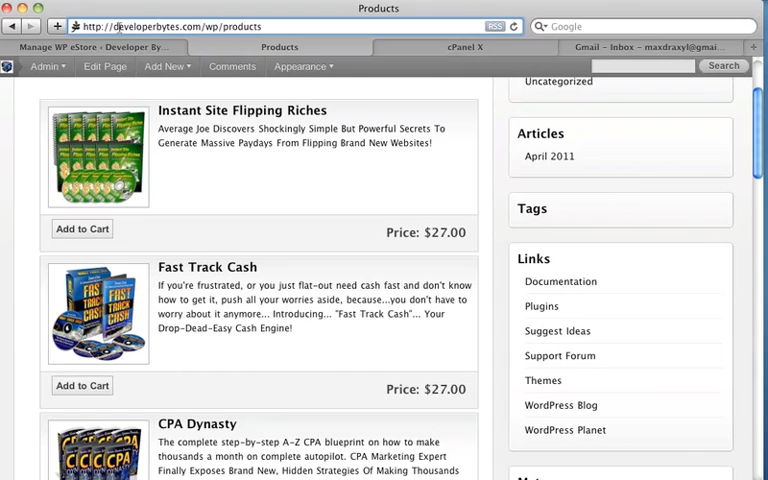 Products
http://developerbytes.com/wp/products
RSS
Google
Manage WP eStore ‹ Developer By...
Products
cPanel X
Gmail - Inbox - maxdraxyl@gmai...
Admin
Edit Page
Add New
Comments
Appearance
Search
Instant Site Flipping Riches
Average Joe Discovers Shockingly Simple But Powerful Secrets To
Generate Massive Paydays From Flipping Brand New Websites!
Add to Cart
Price: $27.00
Fast Track Cash
If you're frustrated, or you just flat-out need cash fast and don't know
how to get it, push all your worries aside, because...you don't have to
worry about it anymore... Introducing... "Fast Track Cash"... Your
Drop-Dead-Easy Cash Engine!
FAST
TRACK
CASH
FAST
TRACK
CASH
Add to Cart
Price: $27.00
CPA Dynasty
The complete step-by-step A-Z CPA blueprint on how to make
thousands a month on complete autopilot. CPA Marketing Expert
Finally Exposes Brand New, Hidden Strategies Of Making Thousands
CPA
Uncategorized
Articles
April 2011
Tags
Links
Documentation
Plugins
Suggest Ideas
Support Forum
Themes
WordPress Blog
WordPress Planet